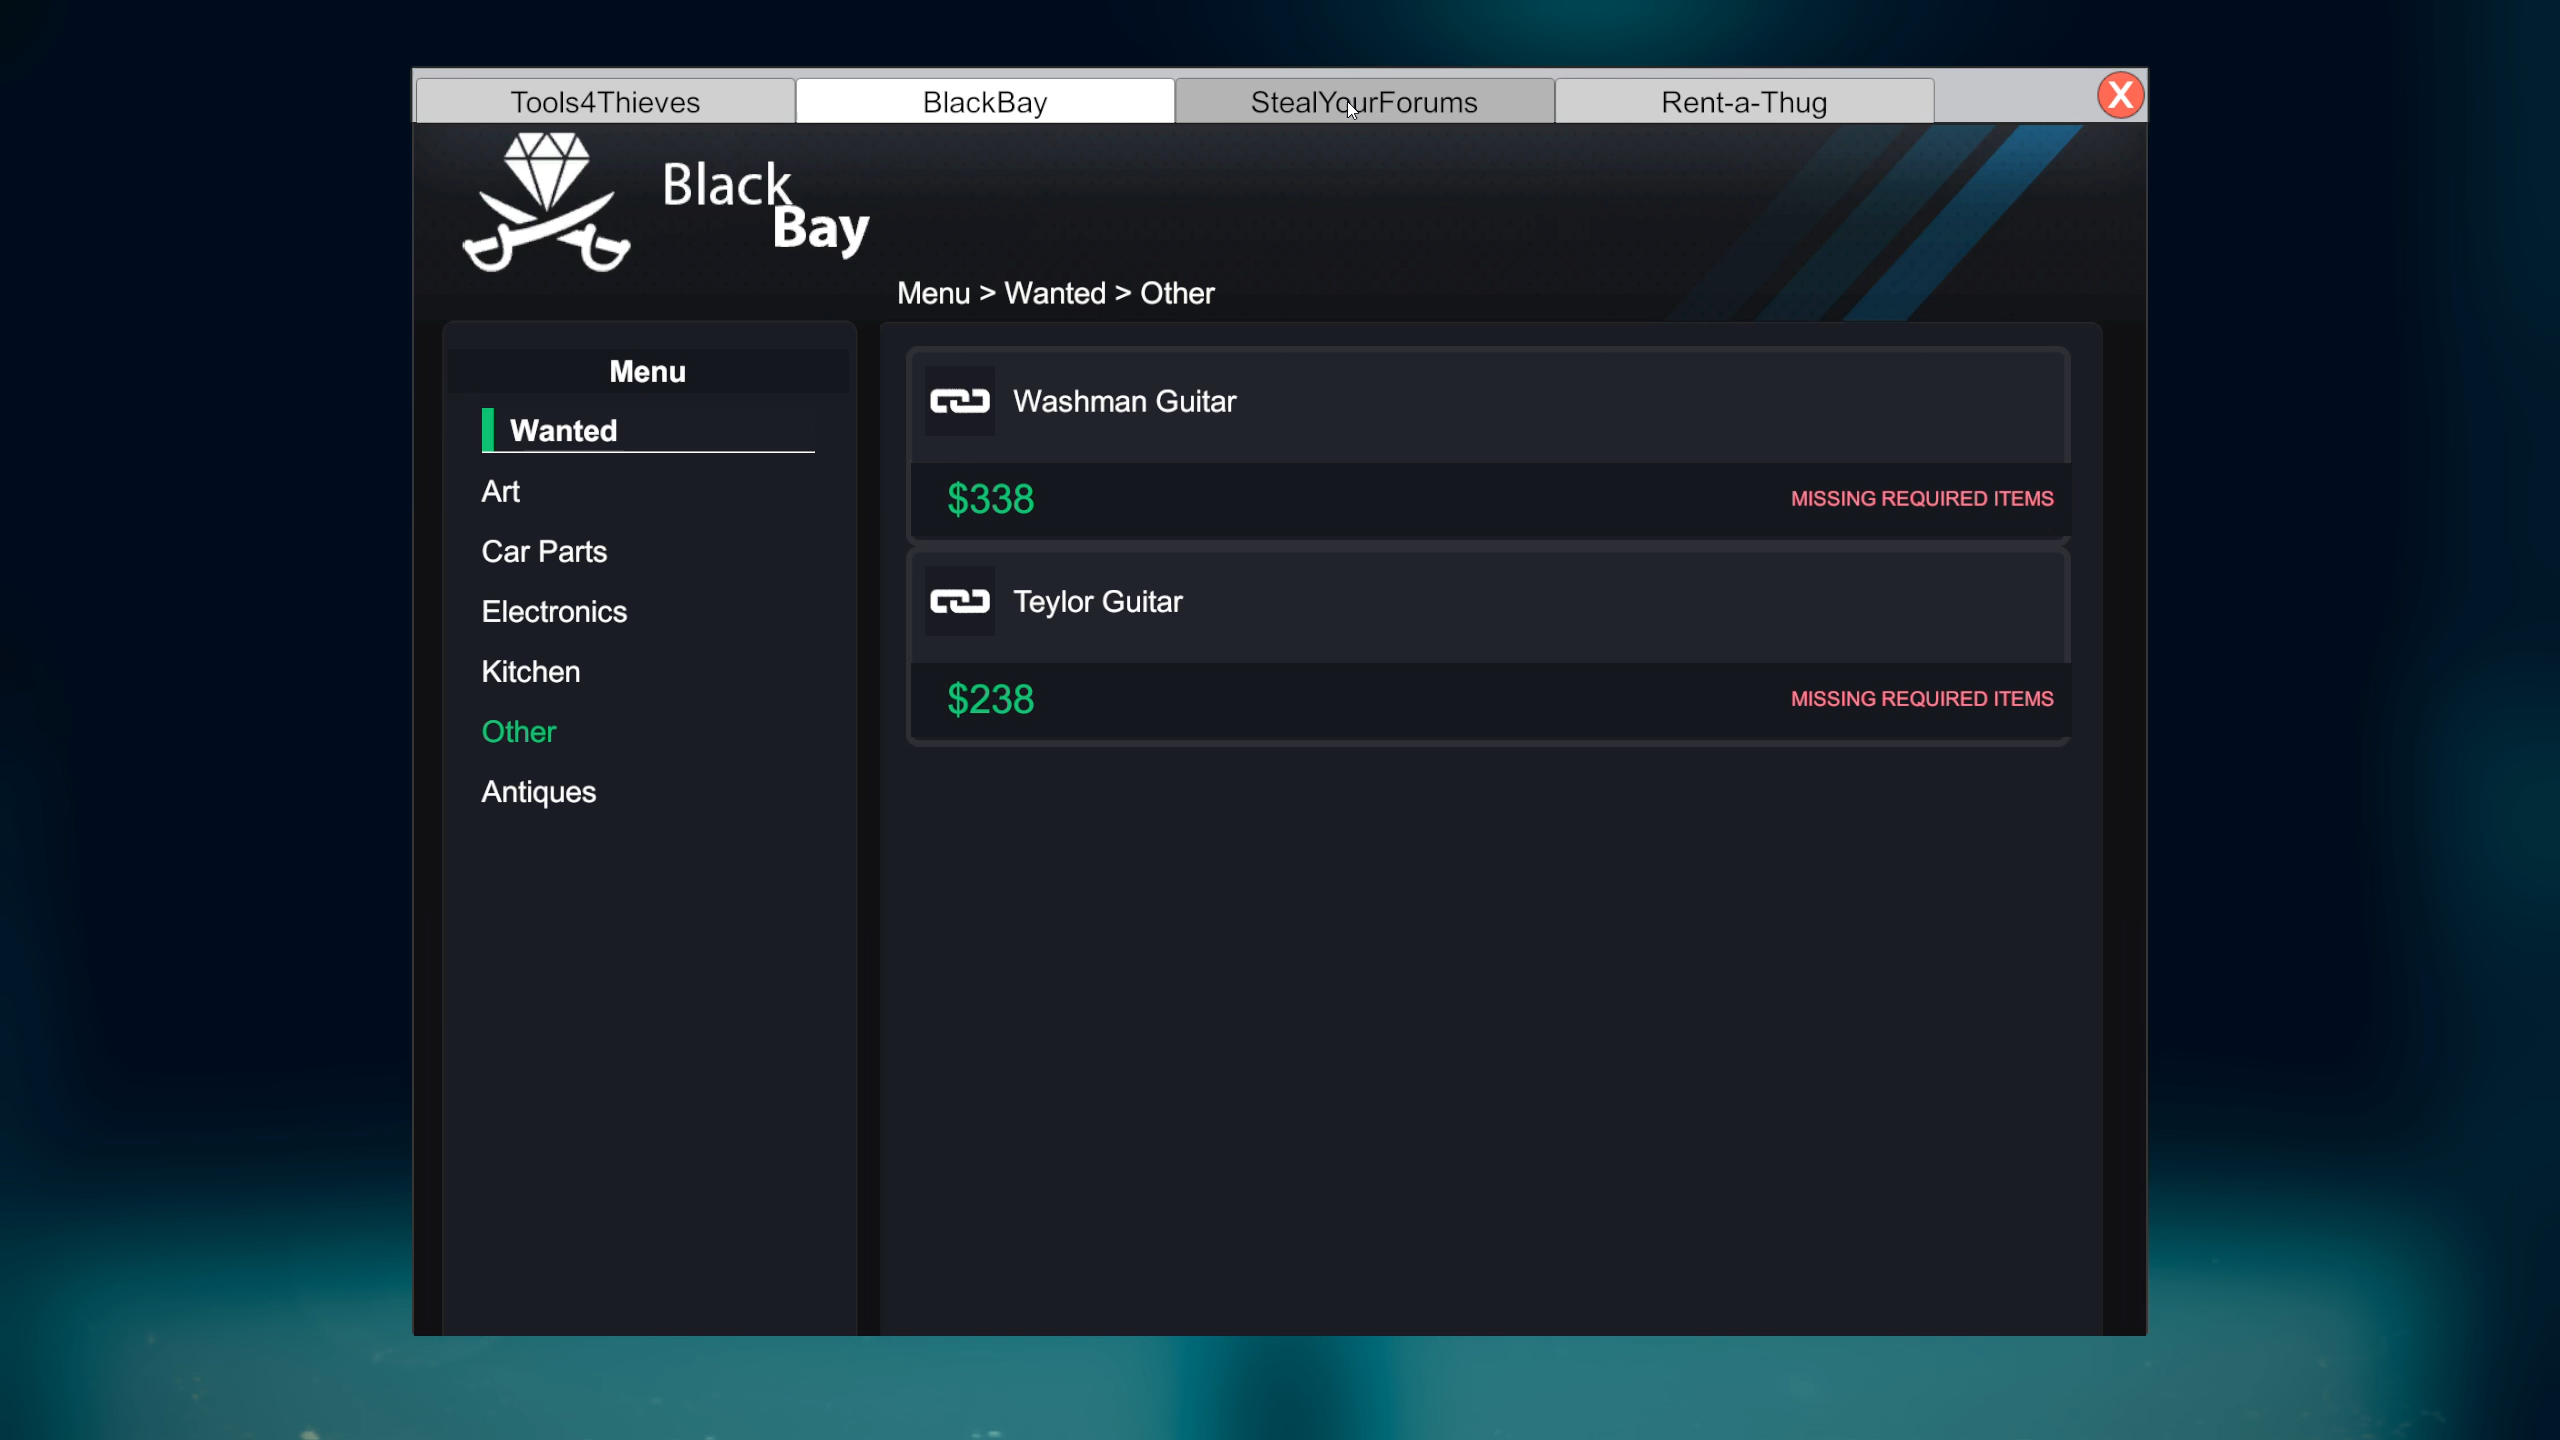 Tools4Thieves BlackBay StealYourForums Rent-a-Thug X
Black
Bay
Menu > Wanted > Other
Menu
Wanted
Art
Car Parts
Electronics
Kitchen
Other
Antiques
Washman Guitar
$338 MISSING REQUIRED ITEMS
Teylor Guitar
$238 MISSING REQUIRED ITEMS